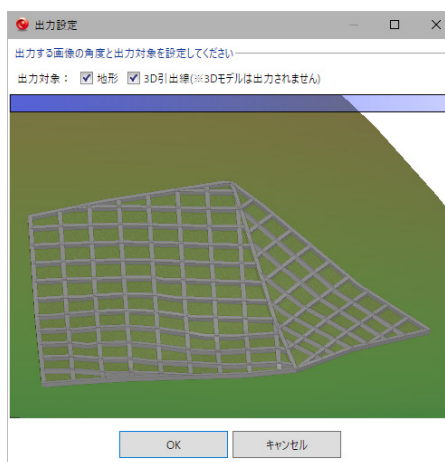 出力設定
出力する画像の角度と出力対象を設定してください
出力対象： 地形 3D引出線(※3Dモデルは出力されません)
OK キャンセル